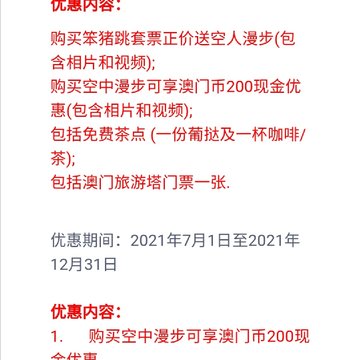 优惠内容：
购买笨猪跳套票正价送空人漫步(包
含相片和视频);
购买空中漫步可享澳门币200现金优
惠(包含相片和视频);
包括免费茶点 (一份葡挞及一杯咖啡/
茶);
包括澳门旅游塔门票一张.
优惠期间：2021年7月1日至2021年
12月31日
优惠内容：
1. 购买空中漫步可享澳门币200现
金优惠